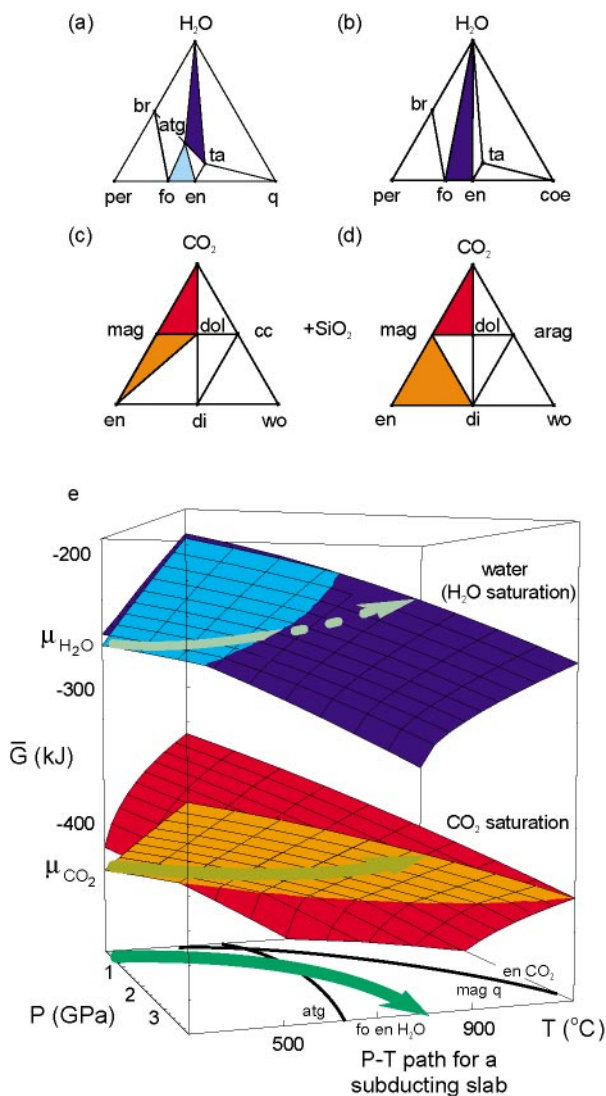 (a)
H₂O
br
atg
ta
per
fo
en
q
(b)
H₂O
br
ta
per
fo
en
coe
(c)
CO₂
mag
dol
cc
en
di
wo
+SiO₂
(d)
CO₂
mag
dol
arag
en
di
wo
e
-200
water
(H₂O saturation)
μ H₂O
-300
G̅ (kJ)
-400
CO₂ saturation
μ CO₂
en CO₂
mag q
1
2
3
P (GPa)
atg
fo en H₂O
500
900
T (°C)
P-T path for a
subducting slab